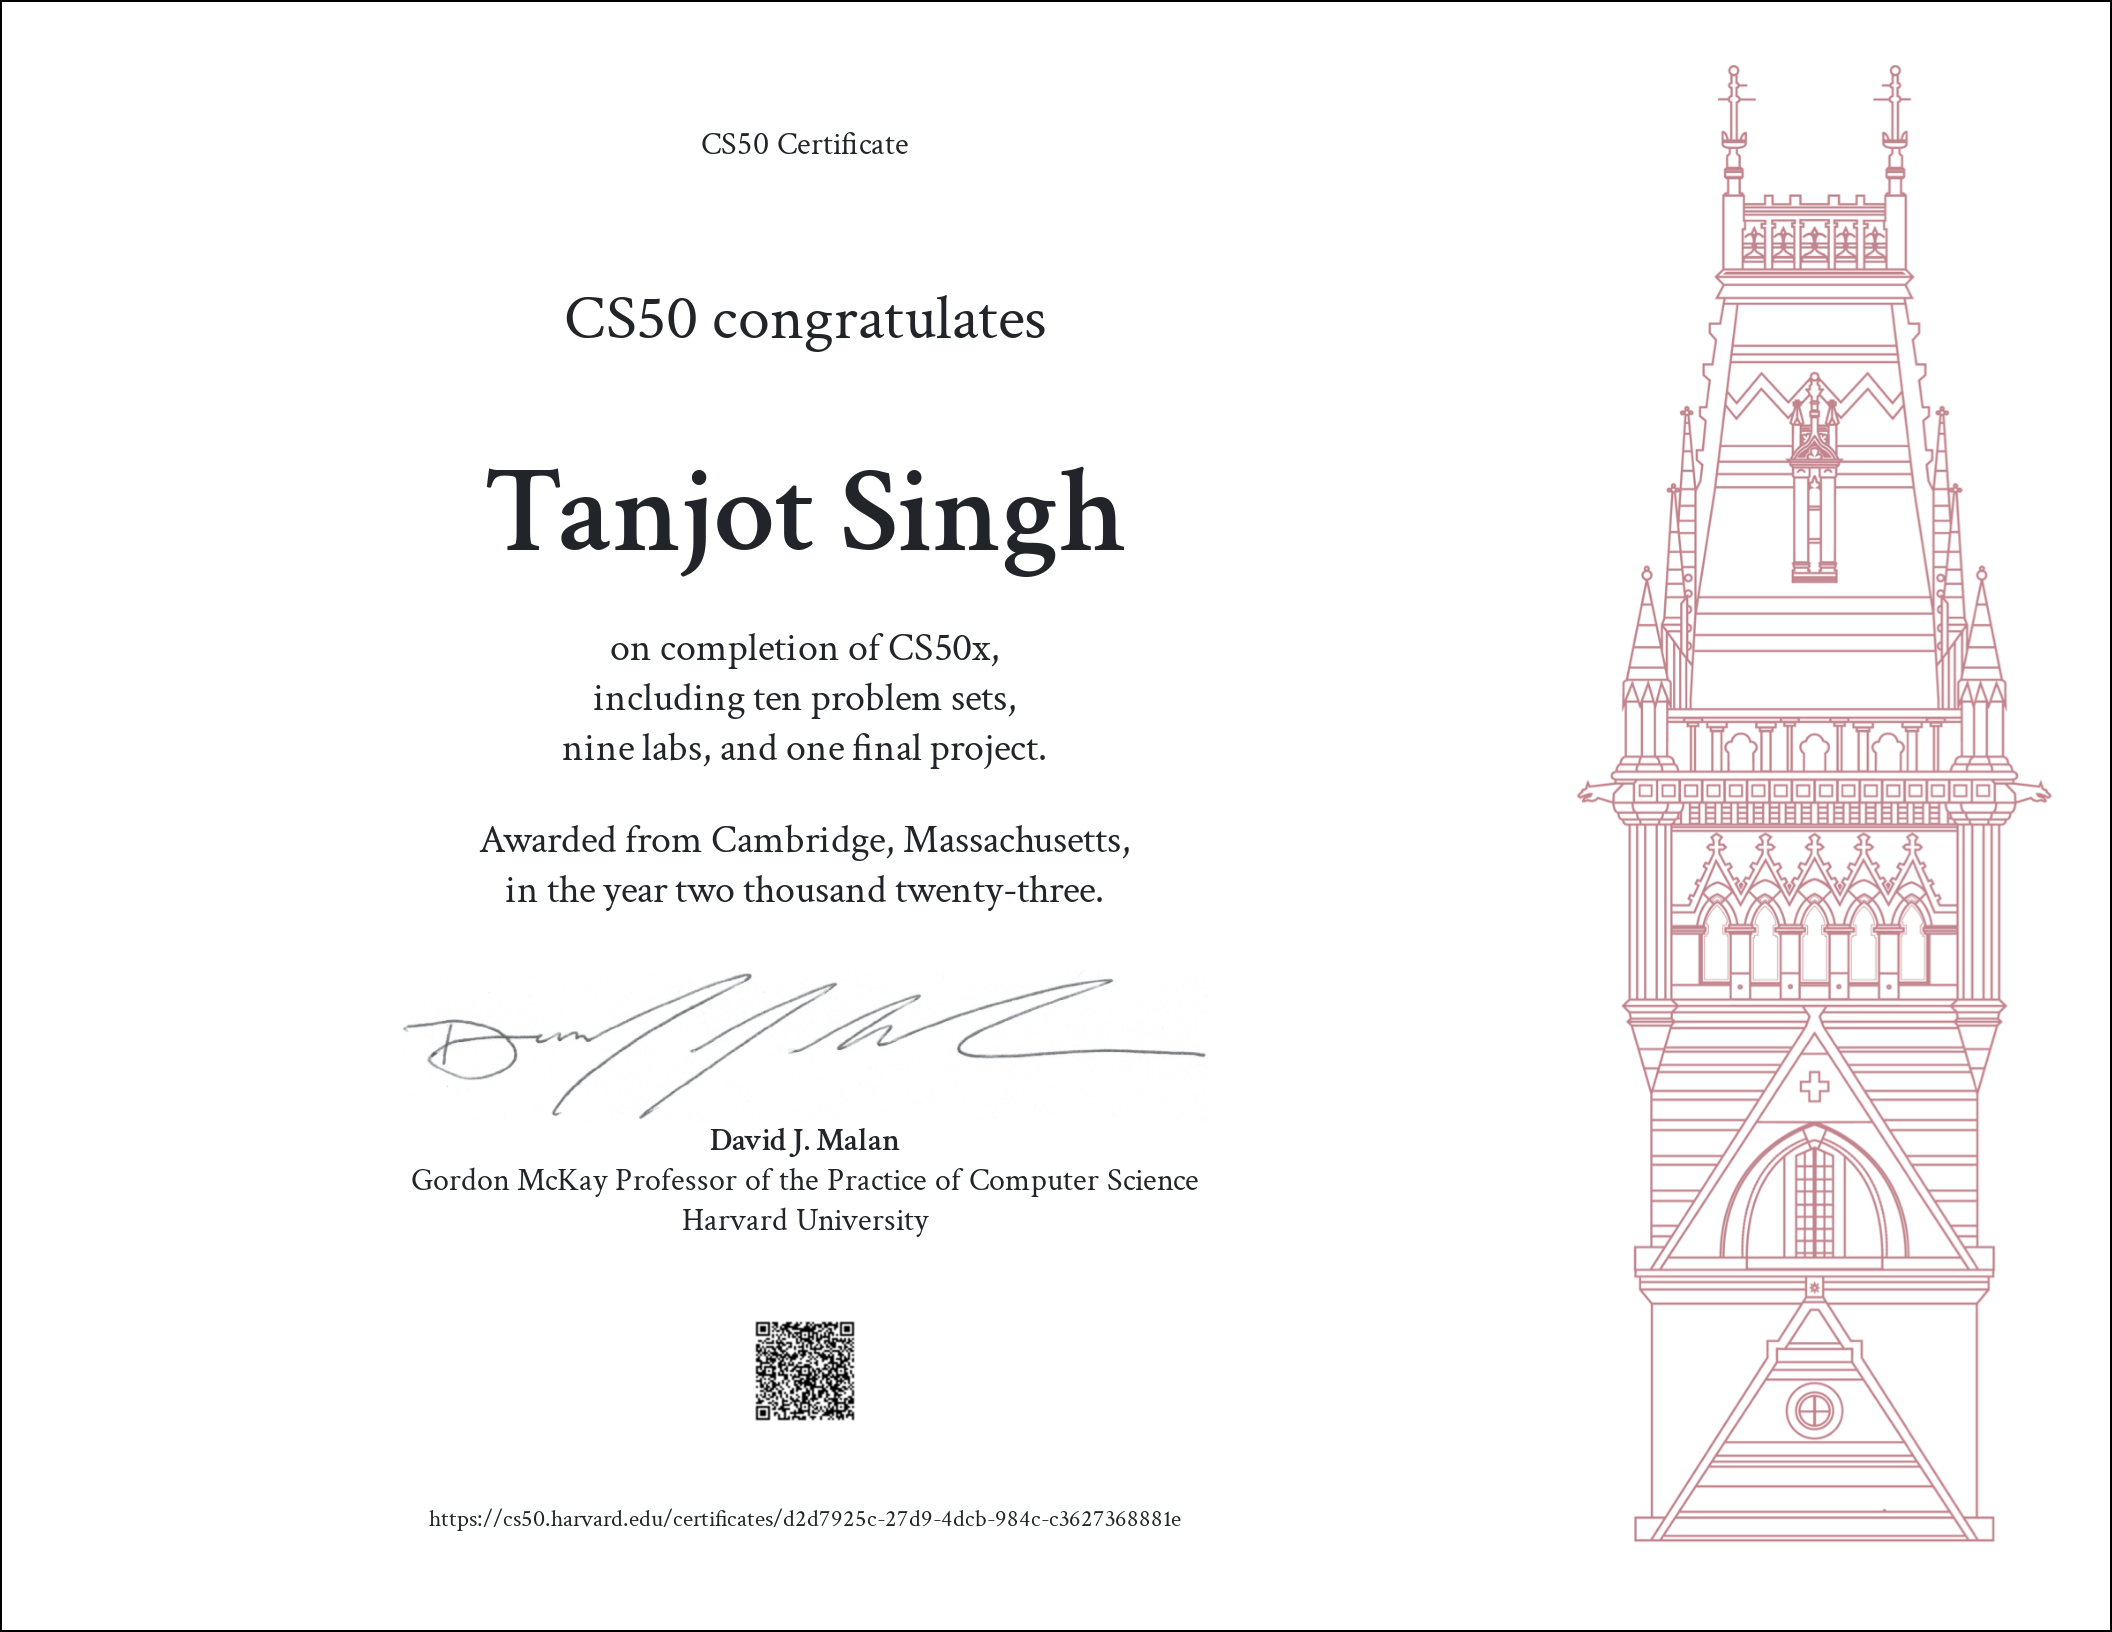 CS50 Certificate
CS50 congratulates
Tanjot Singh
on completion of CS50x,
including ten problem sets,
nine labs, and one final project.
Awarded from Cambridge, Massachusetts,
in the year two thousand twenty-three.
David J. Malan
Gordon McKay Professor of the Practice of Computer Science
Harvard University
https://cs50.harvard.edu/certificates/d2d7925c-27d9-4dcb-984c-c3627368881e